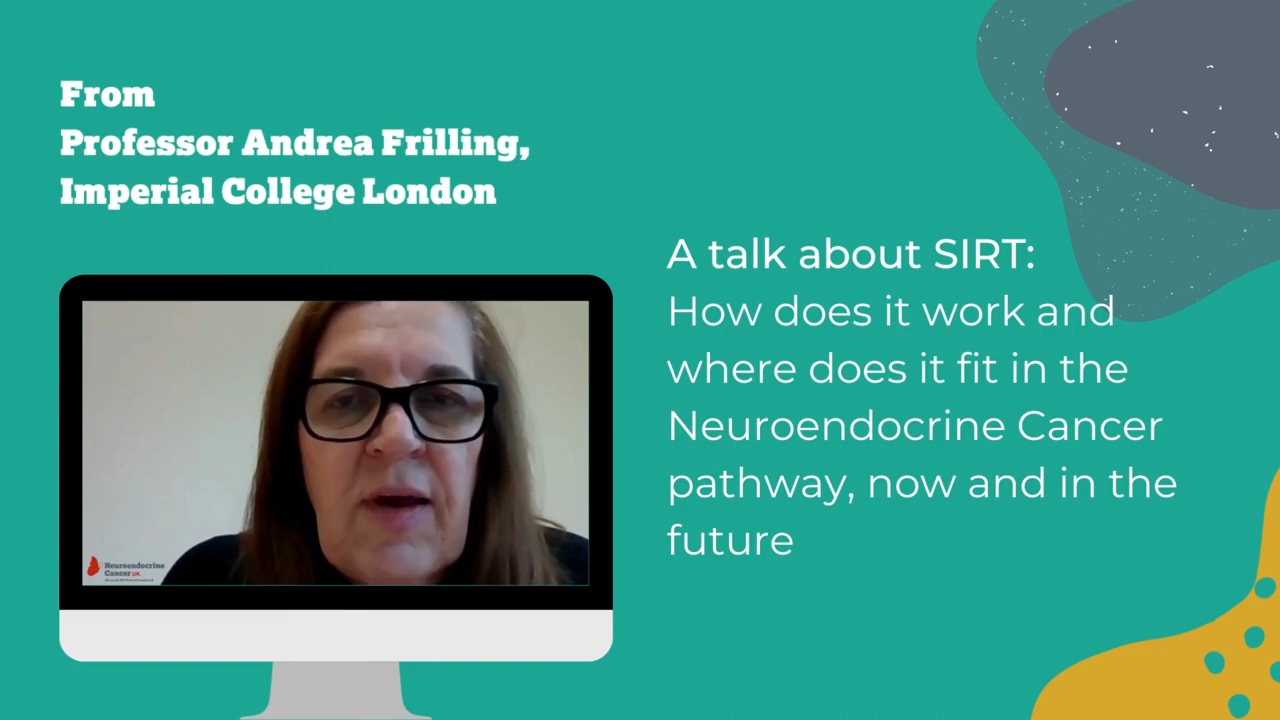 From
Professor Andrea Frilling,
Imperial College London
A talk about SIRT:
How does it work and
where does it fit in the
Neuroendocrine Cancer
pathway, now and in the
future
Neuroendocrine
Cancer UK